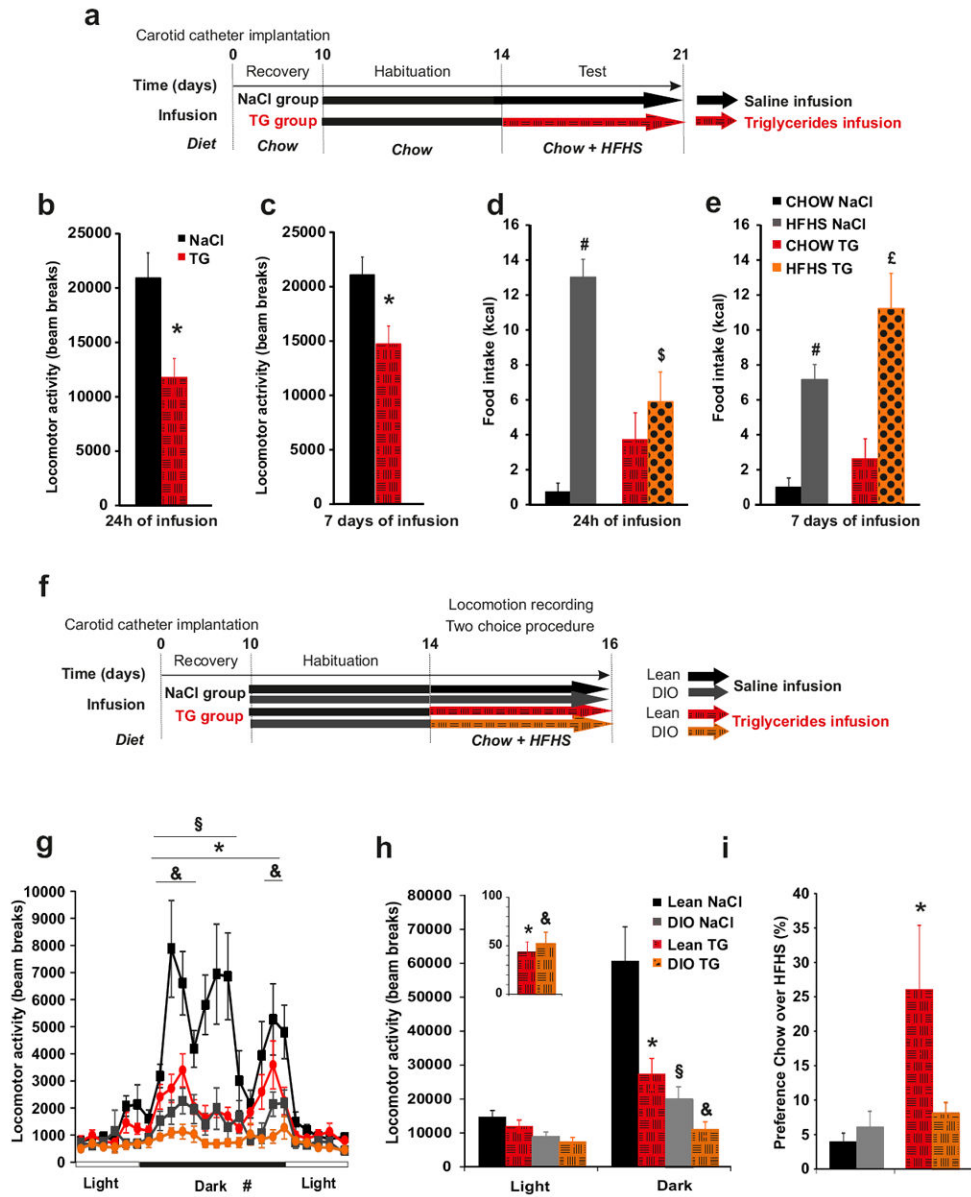 a
Carotid catheter implantation
0 10 14 21
Recovery Habituation Test
Time (days)
NaCl group Saline infusion
Infusion
TG group Triglycerides infusion
Diet Chow Chow Chow + HFHS
b
25000
20000
15000
10000
5000
0
Locomotor actrivity (beam breaks)
NaCl
TG
*
24h of infusion
c
25000
20000
15000
10000
5000
0
Locomotor actrivity (beam breaks)
*
7 days of infusion
d
16
14
12
10
8
6
4
2
0
Food intake (kcal)
#
$
24h of infusion
e
16
14
12
10
8
6
4
2
0
Food intake (kcal)
CHOW NaCl
HFHS NaCl
CHOW TG
HFHS TG
#
£
7 days of infusion
f
Locomotion recording
Carotid catheter implantation Two choice procedure
0 10 14 16
Recovery Habituation
Time (days)
NaCl group
Infusion
TG group
Diet Chow + HFHS
Lean
DIO
Saline infusion
Lean
DIO
Triglycerides infusion
g
§
*
& &
10000
9000
8000
7000
6000
5000
4000
3000
2000
1000
0
Locomotor activity (beam breaks)
Light Dark # Light
h
80000
70000
60000
50000
40000
30000
20000
10000
0
Locomotor activity (beam breaks)
100
50
0
* &
Lean NaCl
DIO NaCl
Lean TG
DIO TG
*
§
&
Light Dark
i
40
35
30
25
20
15
10
5
0
Preference Chow over HFHS (%)
*